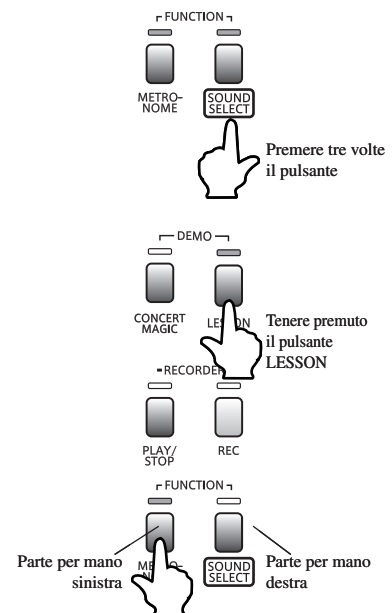 FUNCTION
METRO-
NOME
SOUND
SELECT
Premere tre volte
il pulsante
DEMO
CONCERT
MAGIC
Tenere premuto
il pulsante
LESSON
RECORDER
PLAY/
STOP
REC
FUNCTION
Parte per mano
sinistra
SOUND
SELECT
Parte per mano
destra